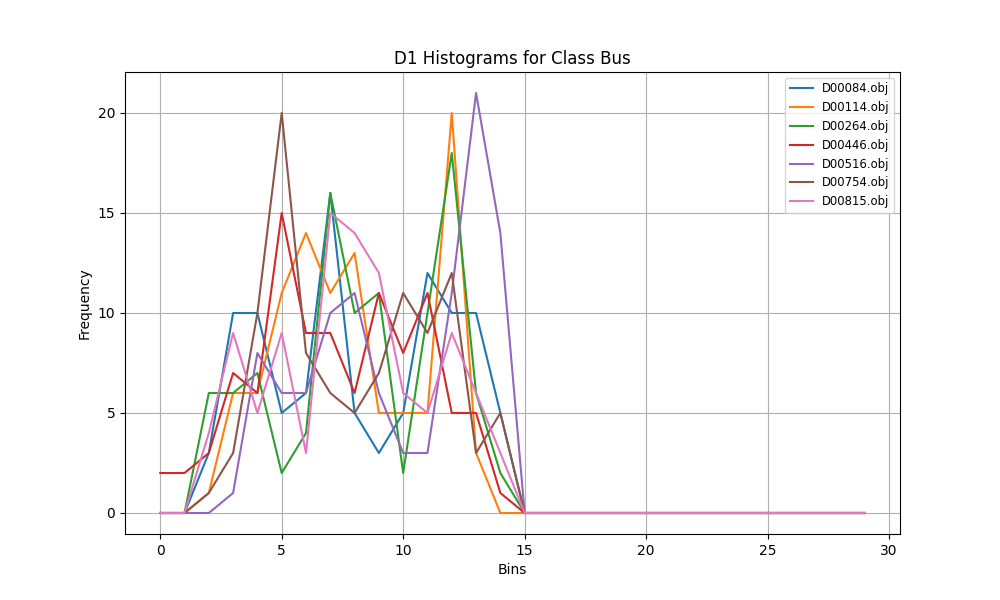 D1 Histograms for Class Bus
D00084.obj
D00114.obj
D00264.obj
D00446.obj
D00516.obj
D00754.obj
D00815.obj
Frequency
20
15
10
5
0
0 5 10 15 20 25 30
Bins